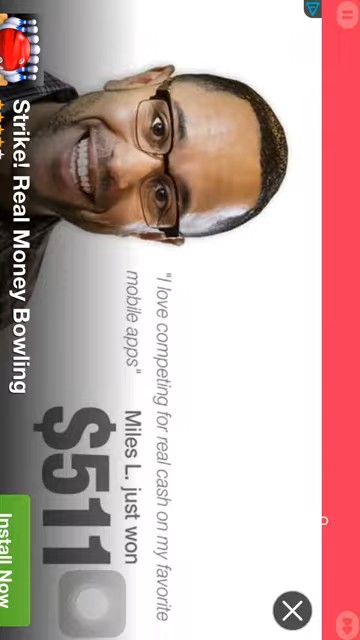 "I love competing for real cash on my favorite
mobile apps"
Miles L. just won
$511
Strike! Real Money Bowling
Install Now